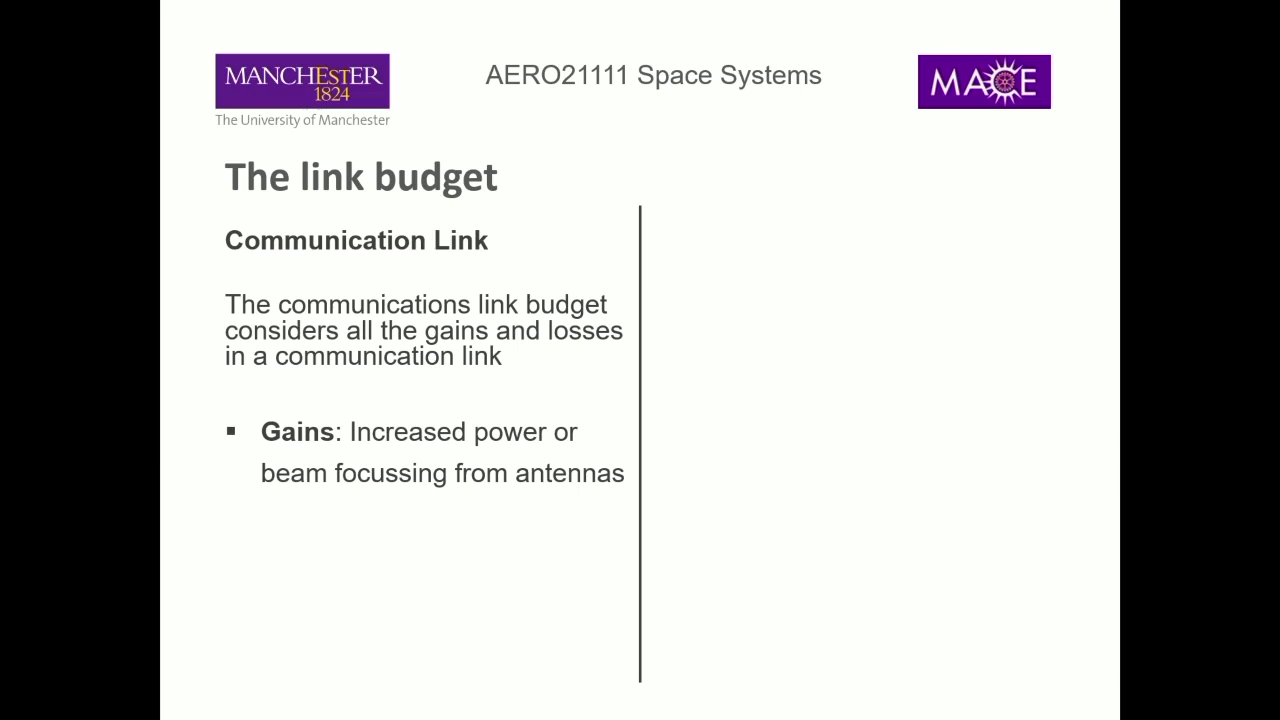 MANCHESTER
1824
The University of Manchester
AERO21111 Space Systems
MACE
The link budget
Communication Link
The communications link budget
considers all the gains and losses
in a communication link
▪ Gains: Increased power or
beam focussing from antennas